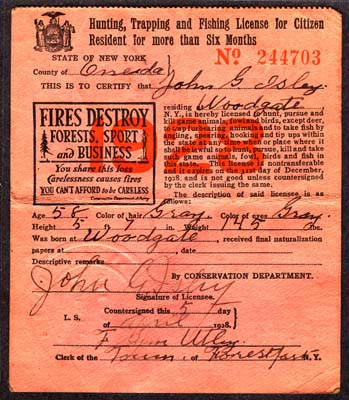 Hunting, Trapping and Fishing License for Citizen
Resident for more than Six Months
STATE OF NEW YORK
No. 244703
County of Oneida
THIS IS TO CERTIFY that John G. Isley
residing Woodgate
N. Y., is hereby licensed to hunt, pursue and
kill game animals, fowl and birds, except deer,
to trap fur bearing animals and to take fish by
angling, spearing, hooking and tip ups within
the state at any time when or place where it
shall be lawful so to hunt, pursue, kill and take
such game animals, fowl, birds and fish in
this state. This license is nontransferable
and it expires on the 31st day of December,
1928, and is not good unless countersigned
by the clerk issuing the same.
The description of said licensee is as
follows:
FIRES DESTROY
FORESTS, SPORT
and BUSINESS
You share this loss
Carelessness causes fires
YOU CAN'T AFFORD to be CARELESS
Conservation Department of Albany
Age 58 Color of hair Gray Color of eyes Gray
Height 5 - 7 in. Weight 145 lbs.
Was born at Woodgate, received final naturalization
papers at date
Descriptive remarks
By CONSERVATION DEPARTMENT.
John G Isley
Signature of Licensee.
Countersigned this 5 day
L. S. of April 1928.
Utley
Clerk of the Town of Forestport N. Y.